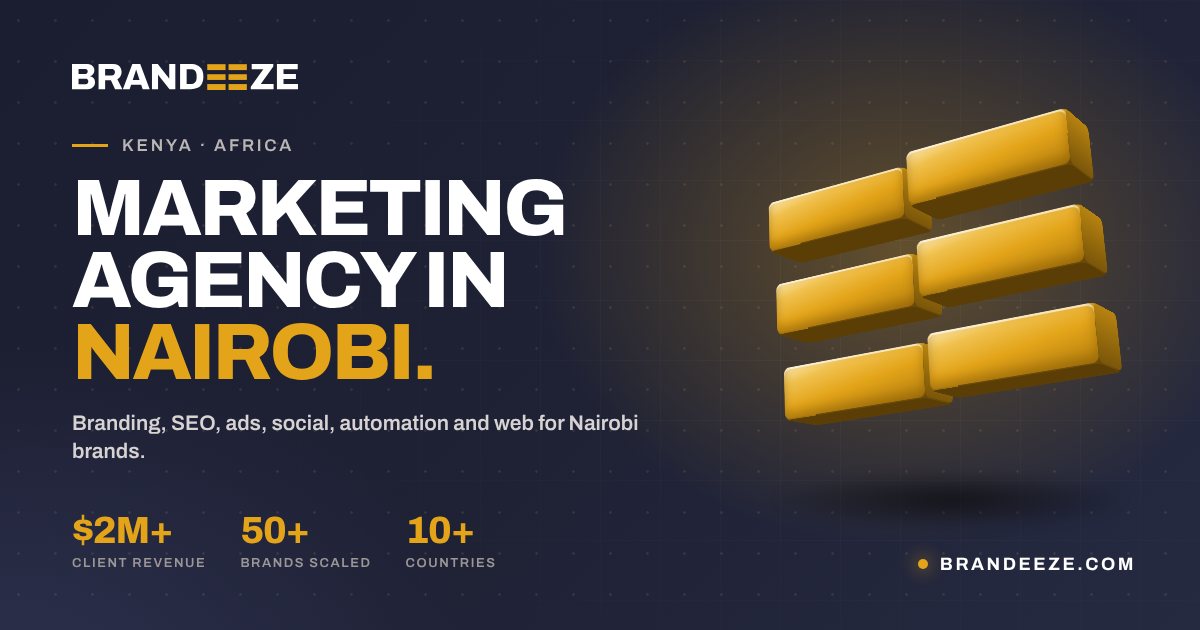 BRANDEEZE
KENYA · AFRICA
MARKETING
AGENCY IN
NAIROBI.
Branding, SEO, ads, social, automation and web for Nairobi
brands.
$2M+ 50+ 10+
CLIENT REVENUE BRANDS SCALED COUNTRIES
BRANDEEZE.COM